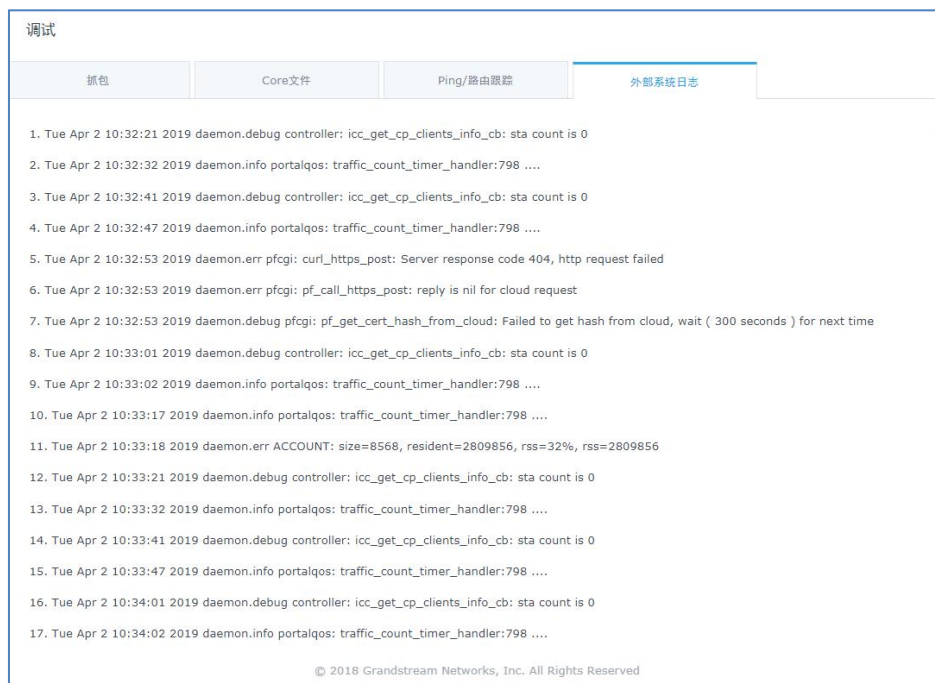 调试
抓包
Core文件
Ping/路由跟踪
外部系统日志
1. Tue Apr 2 10:32:21 2019 daemon.debug controller: icc_get_cp_clients_info_cb: sta count is 0
2. Tue Apr 2 10:32:32 2019 daemon.info portalqos: traffic_count_timer_handler:798 ....
3. Tue Apr 2 10:32:41 2019 daemon.debug controller: icc_get_cp_clients_info_cb: sta count is 0
4. Tue Apr 2 10:32:47 2019 daemon.info portalqos: traffic_count_timer_handler:798 ....
5. Tue Apr 2 10:32:53 2019 daemon.err pfcgi: curl_https_post: Server response code 404, http request failed
6. Tue Apr 2 10:32:53 2019 daemon.err pfcgi: pf_call_https_post: reply is nil for cloud request
7. Tue Apr 2 10:32:53 2019 daemon.debug pfcgi: pf_get_cert_hash_from_cloud: Failed to get hash from cloud, wait ( 300 seconds ) for next time
8. Tue Apr 2 10:33:01 2019 daemon.debug controller: icc_get_cp_clients_info_cb: sta count is 0
9. Tue Apr 2 10:33:02 2019 daemon.info portalqos: traffic_count_timer_handler:798 ....
10. Tue Apr 2 10:33:17 2019 daemon.info portalqos: traffic_count_timer_handler:798 ....
11. Tue Apr 2 10:33:18 2019 daemon.err ACCOUNT: size=8568, resident=2809856, rss=32%, rss=2809856
12. Tue Apr 2 10:33:21 2019 daemon.debug controller: icc_get_cp_clients_info_cb: sta count is 0
13. Tue Apr 2 10:33:32 2019 daemon.info portalqos: traffic_count_timer_handler:798 ....
14. Tue Apr 2 10:33:41 2019 daemon.debug controller: icc_get_cp_clients_info_cb: sta count is 0
15. Tue Apr 2 10:33:47 2019 daemon.info portalqos: traffic_count_timer_handler:798 ....
16. Tue Apr 2 10:34:01 2019 daemon.debug controller: icc_get_cp_clients_info_cb: sta count is 0
17. Tue Apr 2 10:34:02 2019 daemon.info portalqos: traffic_count_timer_handler:798 ....
© 2018 Grandstream Networks, Inc. All Rights Reserved